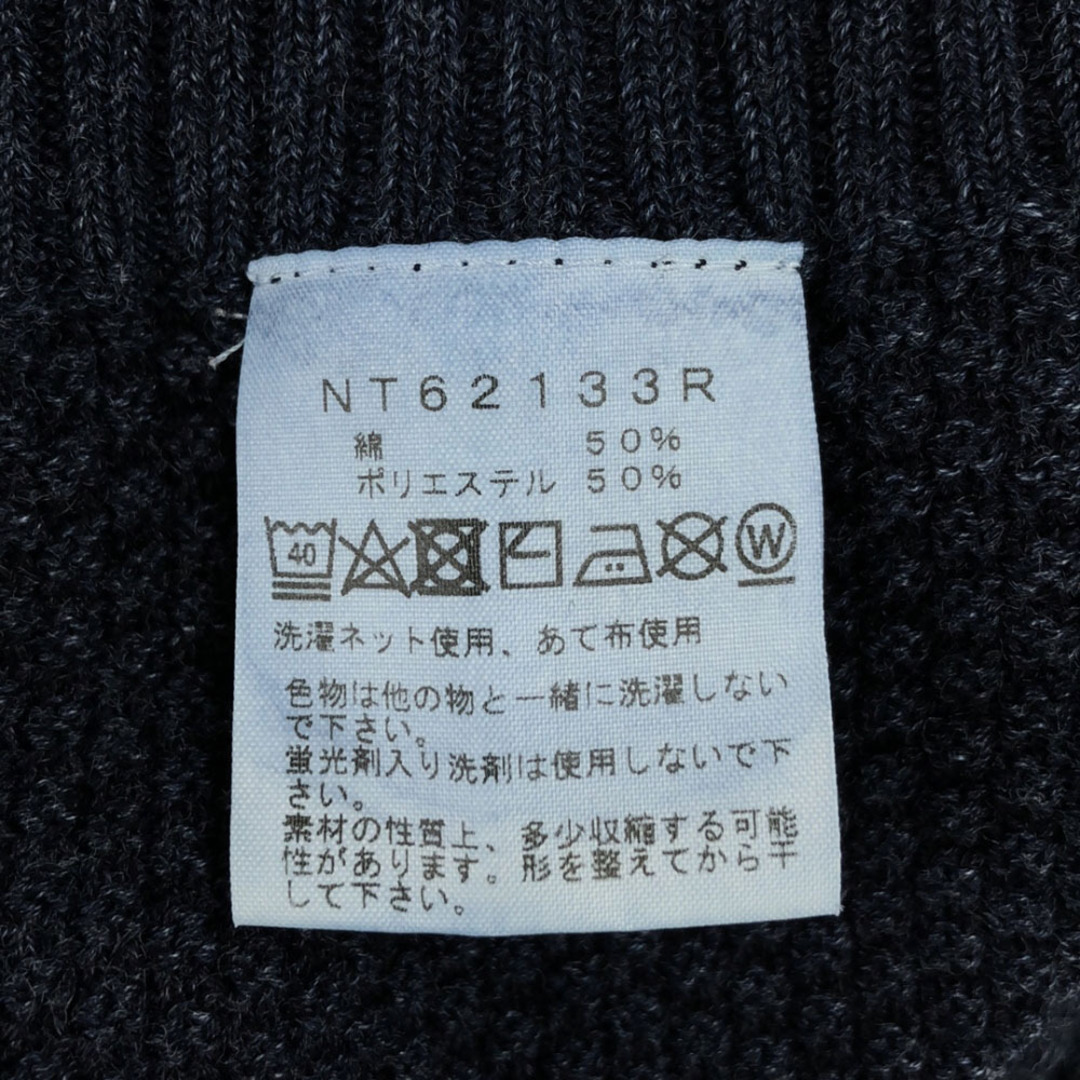 NT62133R
綿 50%
ポリエステル 50%
40 W
洗濯ネット使用、あて布使用
色物は他の物と一緒に洗濯しない
で下さい。
蛍光剤入り洗剤は使用しないで下
さい。
素材の性質上、多少収縮する可能
性があります。形を整えてから干
して下さい。